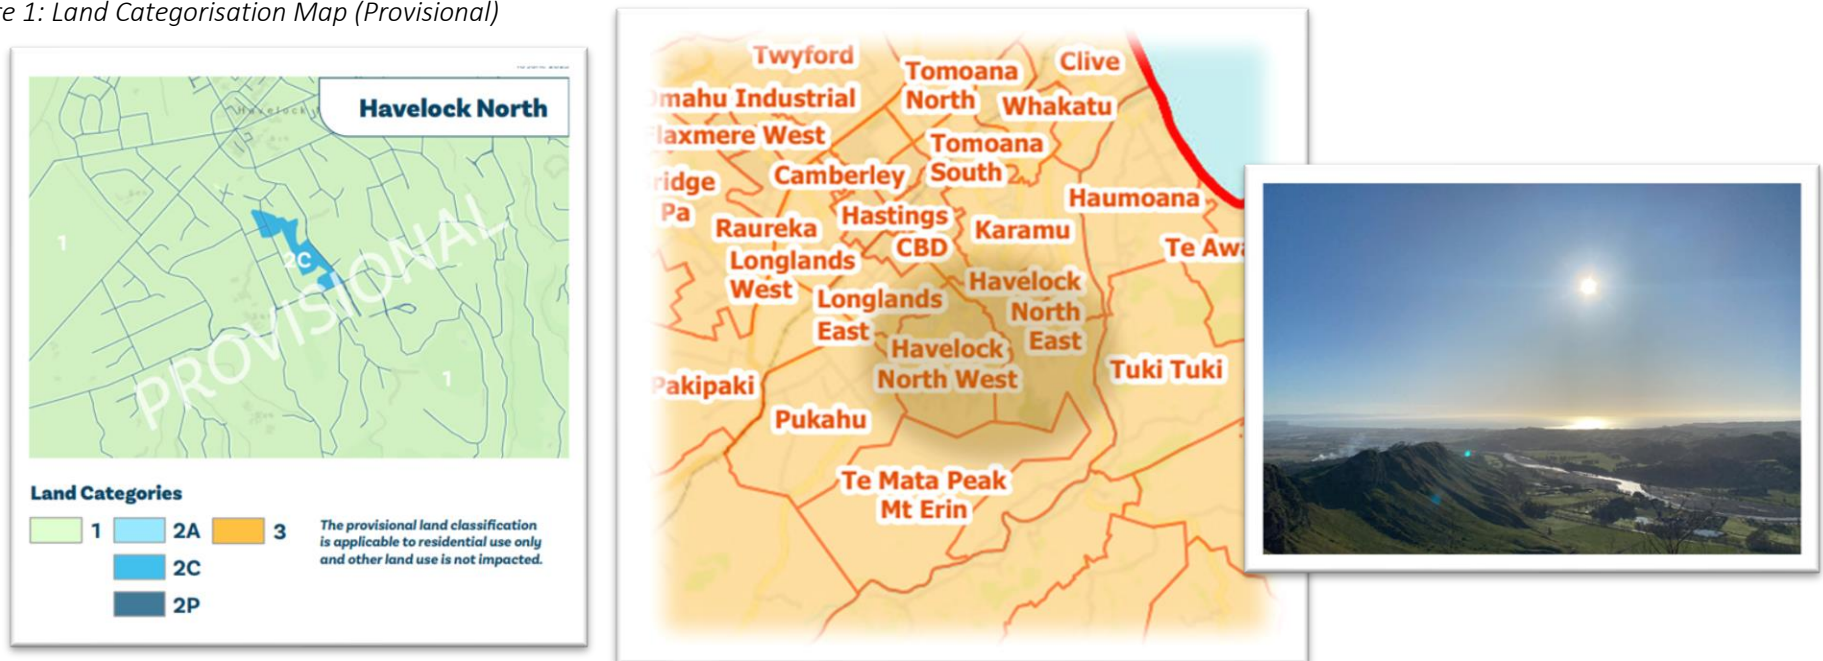 e 1: Land Categorisation Map (Provisional)
Havelock North
1
2C
1
PROVISIONAL
Land Categories
1
2A
3
2C
2P
The provisional land classification
is applicable to residential use only
and other land use is not impacted.
Twyford
Clive
Tomoana
North
Whakatu
Omahu Industrial
Flaxmere West
Tomoana
South
Camberley
ridge
Pa
Haumoana
Hastings
CBD
Raureka
Karamu
Te Awa
Longlands
West
Havelock
North
East
Longlands
East
Havelock
North West
Tuki Tuki
Pakipaki
Pukahu
Te Mata Peak
Mt Erin